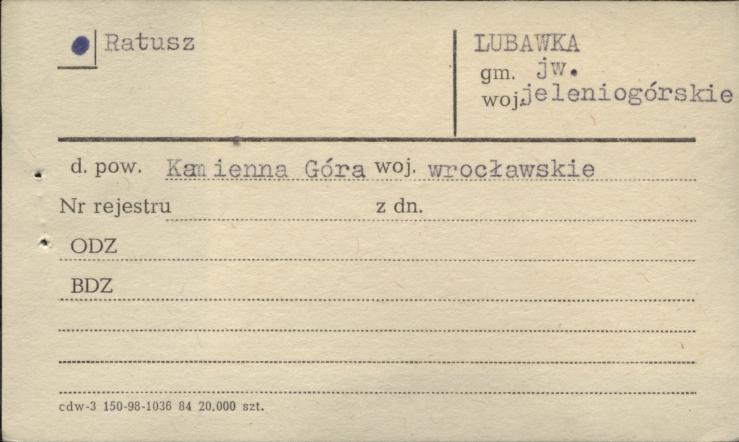 Ratusz
LUBAWKA
gm. jw.
woj. jeleniogórskie
d. pow. Kamienna Góra woj. wrocławskie
Nr rejestru z dn.
ODZ
BDZ
cdw-3 150-98-1036 84 20.000 szt.